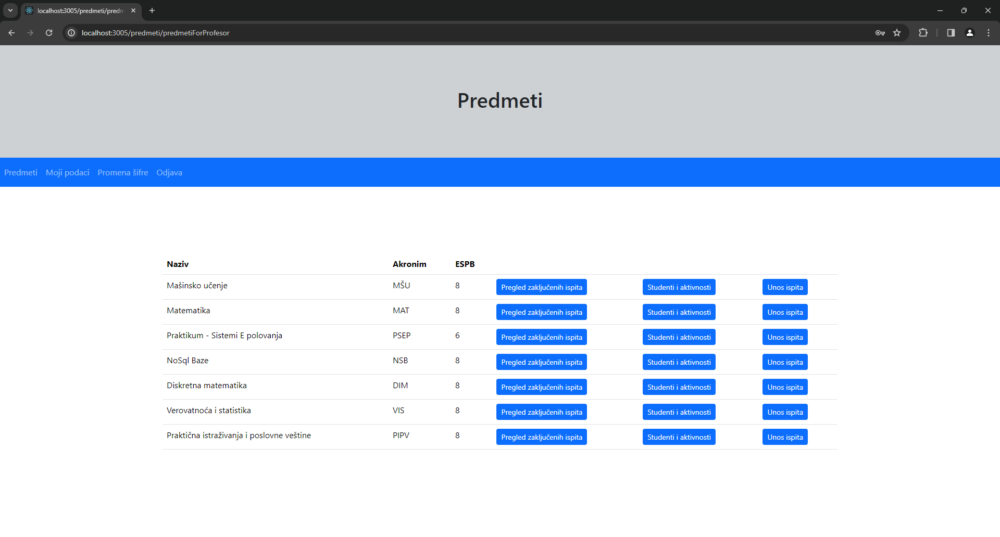 localhost:3005/predmeti/predm
localhost:3005/predmeti/predmetiForProfesor
Predmeti
Predmeti Moji podaci Promena šifre Odjava
Naziv Akronim ESPB
Mašinsko učenje MŠU 8 Pregled zaključenih ispita Studenti i aktivnosti Unos ispita
Matematika MAT 8 Pregled zaključenih ispita Studenti i aktivnosti Unos ispita
Praktikum - Sistemi E polovanja PSEP 6 Pregled zaključenih ispita Studenti i aktivnosti Unos ispita
NoSql Baze NSB 8 Pregled zaključenih ispita Studenti i aktivnosti Unos ispita
Diskretna matematika DIM 8 Pregled zaključenih ispita Studenti i aktivnosti Unos ispita
Verovatnoća i statistika VIS 8 Pregled zaključenih ispita Studenti i aktivnosti Unos ispita
Praktična istraživanja i poslovne veštine PIPV 8 Pregled zaključenih ispita Studenti i aktivnosti Unos ispita